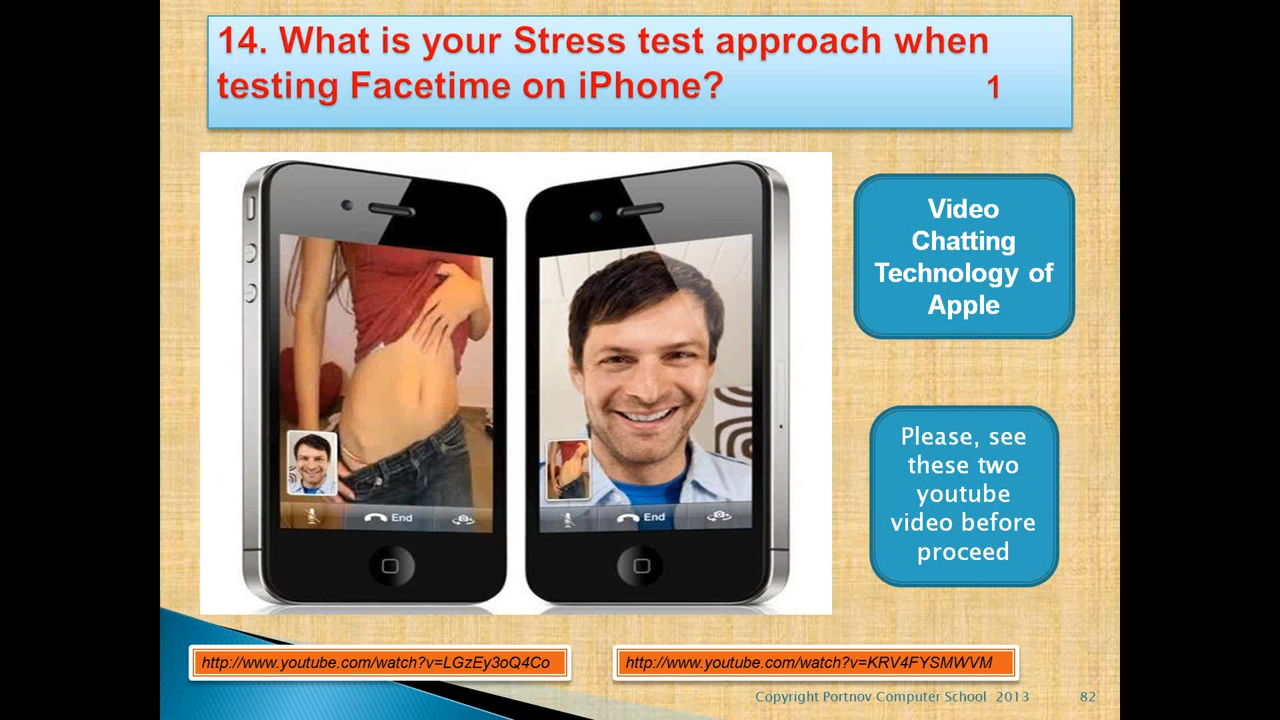 14. What is your Stress test approach when
testing Facetime on iPhone? 1
Video
Chatting
Technology of
Apple
Please, see
these two
youtube
video before
proceed
End
End
http://www.youtube.com/watch?v=LGzEy3oQ4Co
http://www.youtube.com/watch?v=KRV4FYSMWVM
Copyright Portnov Computer School 2013 82